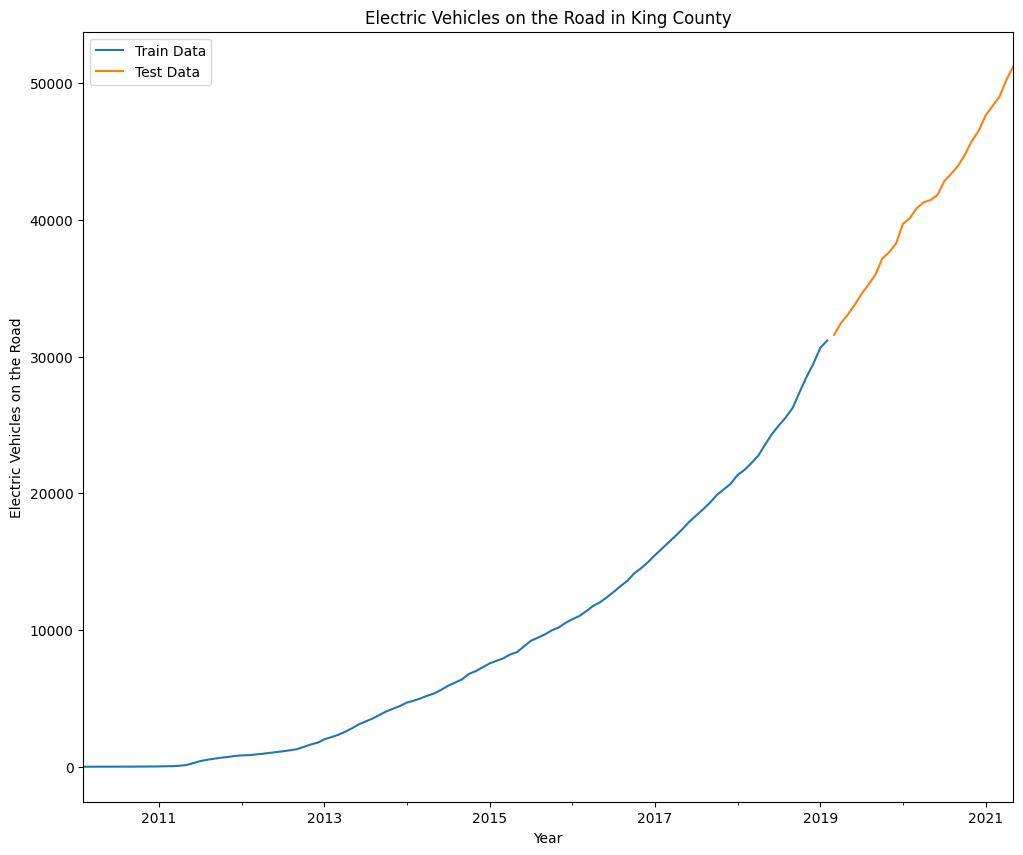 Electric Vehicles on the Road in King County
Train Data
Test Data
50000
40000
30000
20000
10000
0
Electric Vehicles on the Road
2011
2013
2015
2017
2019
2021
Year